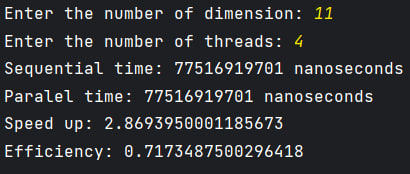 Enter the number of dimension: 11
Enter the number of threads: 4
Sequential time: 77516919701 nanoseconds
Paralel time: 77516919701 nanoseconds
Speed up: 2.8693950001185673
Efficiency: 0.7173487500296418